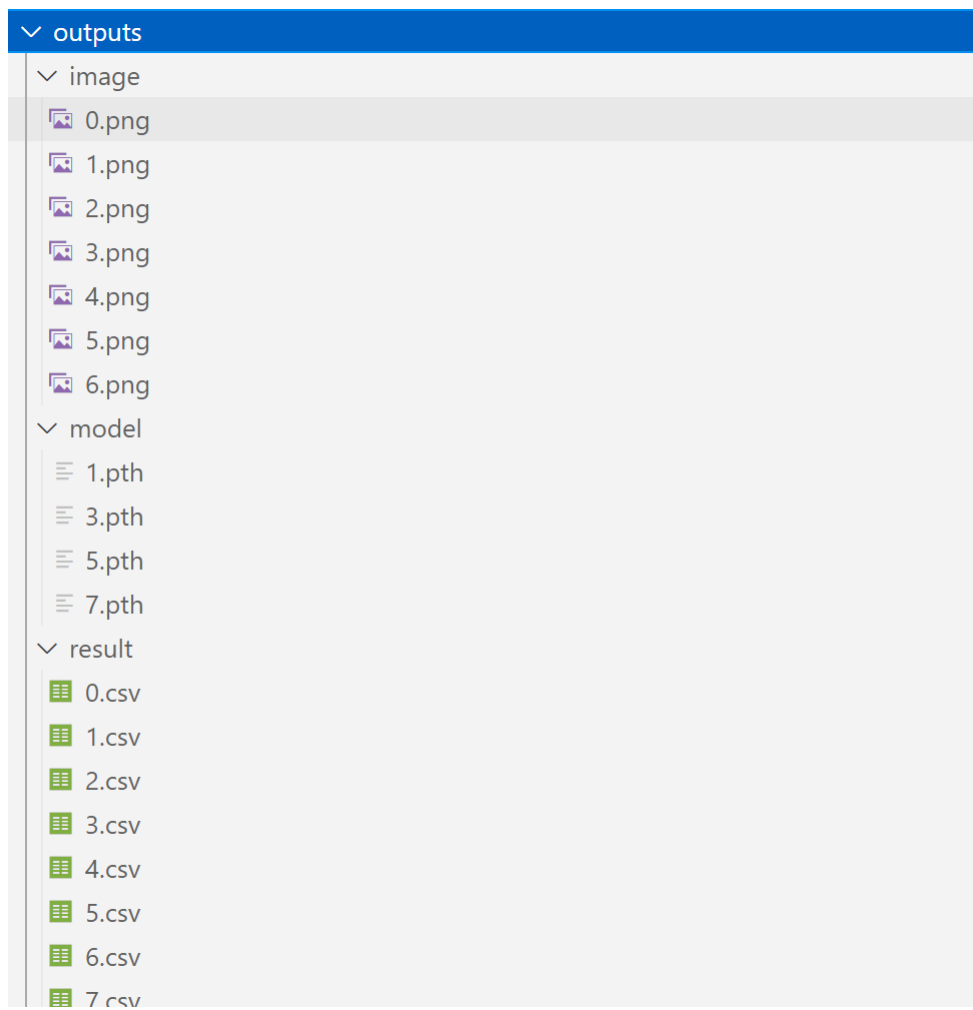 outputs
image
0.png
1.png
2.png
3.png
4.png
5.png
6.png
model
1.pth
3.pth
5.pth
7.pth
result
0.csv
1.csv
2.csv
3.csv
4.csv
5.csv
6.csv
7.csv